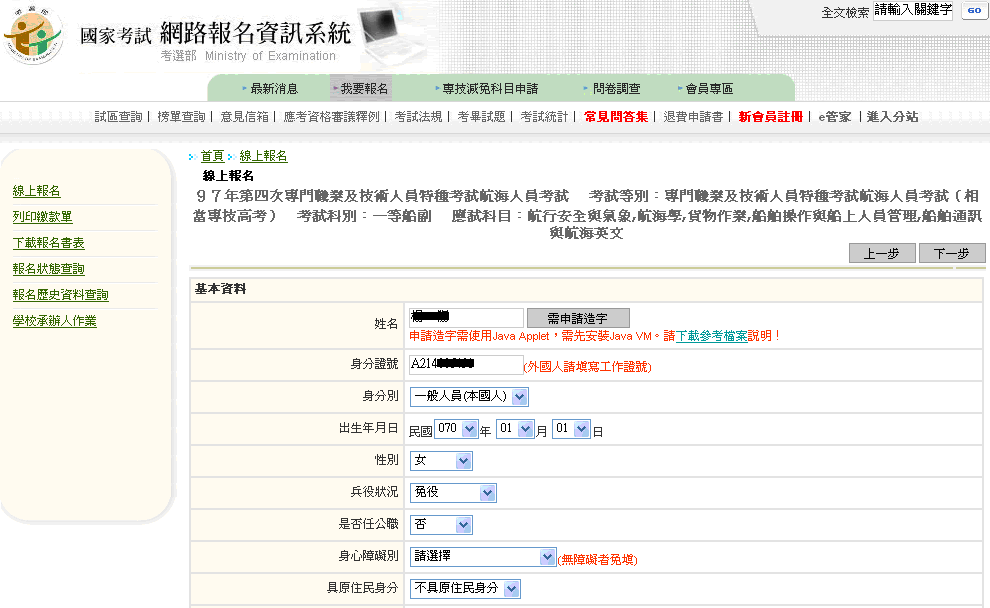 全文檢索 請輸入關鍵字 GO
國家考試 網路報名資訊系統
考選部 Ministry of Examination
最新消息 我要報名 專技減免科目申請 問卷調查 會員專區
試區查詢 | 榜單查詢 | 意見信箱 | 應考資格審議釋例 | 考試法規 | 考畢試題 | 考試統計 | 常見問答集 | 退費申請書 | 新會員註冊 | e管家 | 進入分站
首頁 線上報名
線上報名
線上報名
列印繳款單
下載報名書表
報名狀態查詢
報名歷史資料查詢
學校承辦人作業
９７年第四次專門職業及技術人員特種考試航海人員考試 考試等別：專門職業及技術人員特種考試航海人員考試（相
當專技高考） 考試科別：一等船副 應試科目：航行安全與氣象,航海學,貨物作業,船舶操作與船上人員管理,船舶通訊
與航海英文
上一步 下一步
基本資料
姓名 需申請造字
申請造字需使用Java Applet，需先安裝Java VM。請下載參考檔案說明！
身分證號 A214 (外國人請填寫工作證號)
身分別 一般人員(本國人)
出生年月日 民國 070 年 01 月 01 日
性別 女
兵役狀況 免役
是否任公職 否
身心障礙別 請選擇 (無障礙者免填)
具原住民身分 不具原住民身分